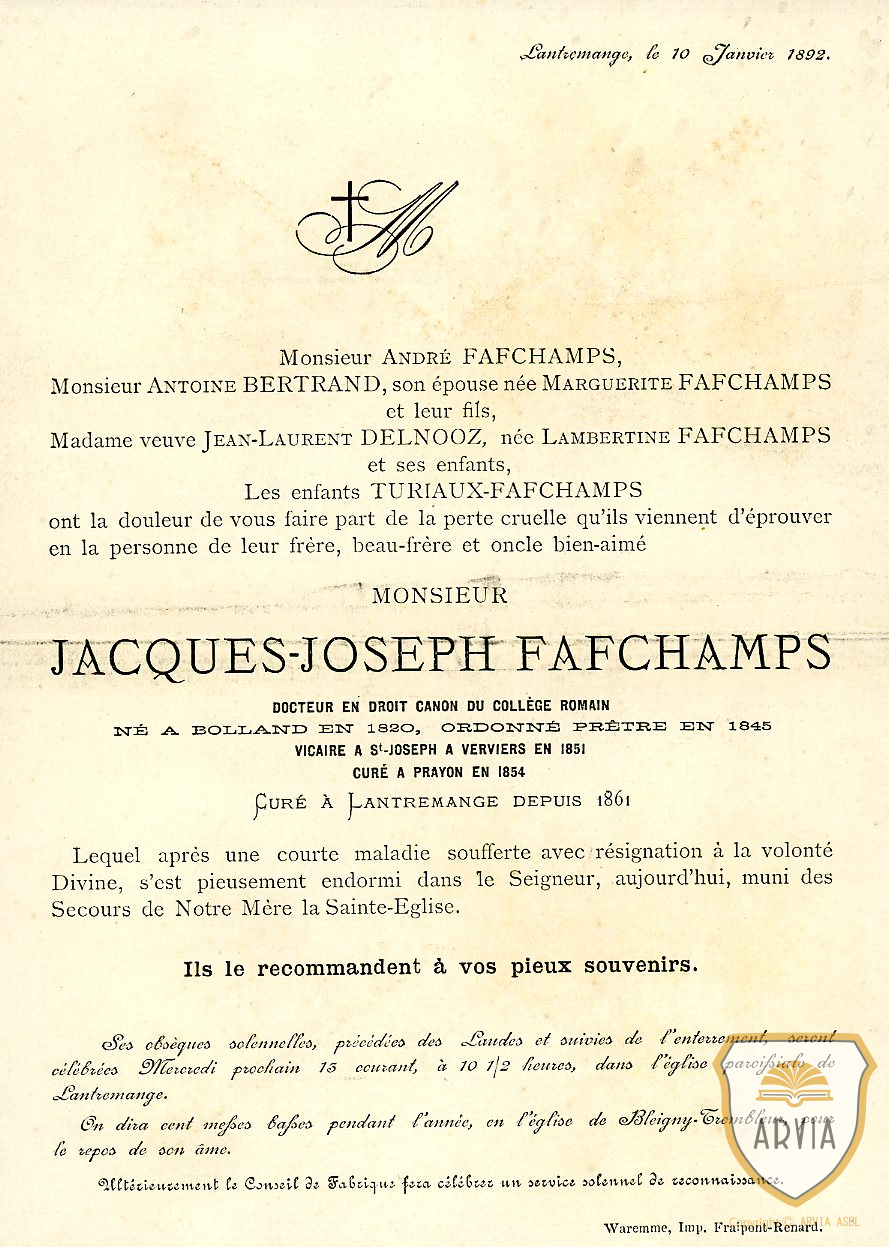 Lantremange, le 10 Janvier 1892.
M
Monsieur ANDRÉ FAFCHAMPS,
Monsieur ANTOINE BERTRAND, son épouse née MARGUERITE FAFCHAMPS
et leur fils,
Madame veuve JEAN-LAURENT DELNOOZ, née LAMBERTINE FAFCHAMPS
et ses enfants,
Les enfants TURIAUX-FAFCHAMPS
ont la douleur de vous faire part de la perte cruelle qu'ils viennent d'éprouver
en la personne de leur frère, beau-frère et oncle bien-aimé
MONSIEUR
JACQUES-JOSEPH FAFCHAMPS
DOCTEUR EN DROIT CANON DU COLLÈGE ROMAIN
NÉ A BOLLAND EN 1820, ORDONNÉ PRÊTRE EN 1845
VICAIRE A St-JOSEPH A VERVIERS EN 1851
CURÉ A PRAYON EN 1854
CURÉ À LANTREMANGE DEPUIS 1861
Lequel après une courte maladie soufferte avec résignation à la volonté
Divine, s'est pieusement endormi dans le Seigneur, aujourd'hui, muni des
Secours de Notre Mère la Sainte-Eglise.
Ils le recommandent à vos pieux souvenirs.
Ses obsèques solennelles, précédées des Laudes et suivies de l'enterrement, seront
célébrées Mercredi prochain 13 courant, à 10 1/2 heures, dans l'église paroissiale de
Lantremange.
On dira cent messes basses pendant l'année, en l'église de Bleigny-Trembleur, pour
le repos de son âme.
Ultérieurement le Conseil de Fabrique fera célébrer un service solennel de reconnaissance.
Waremme, Imp. Fraipont-Renard.
ARVIA
Copyright © ARVIA ASBL